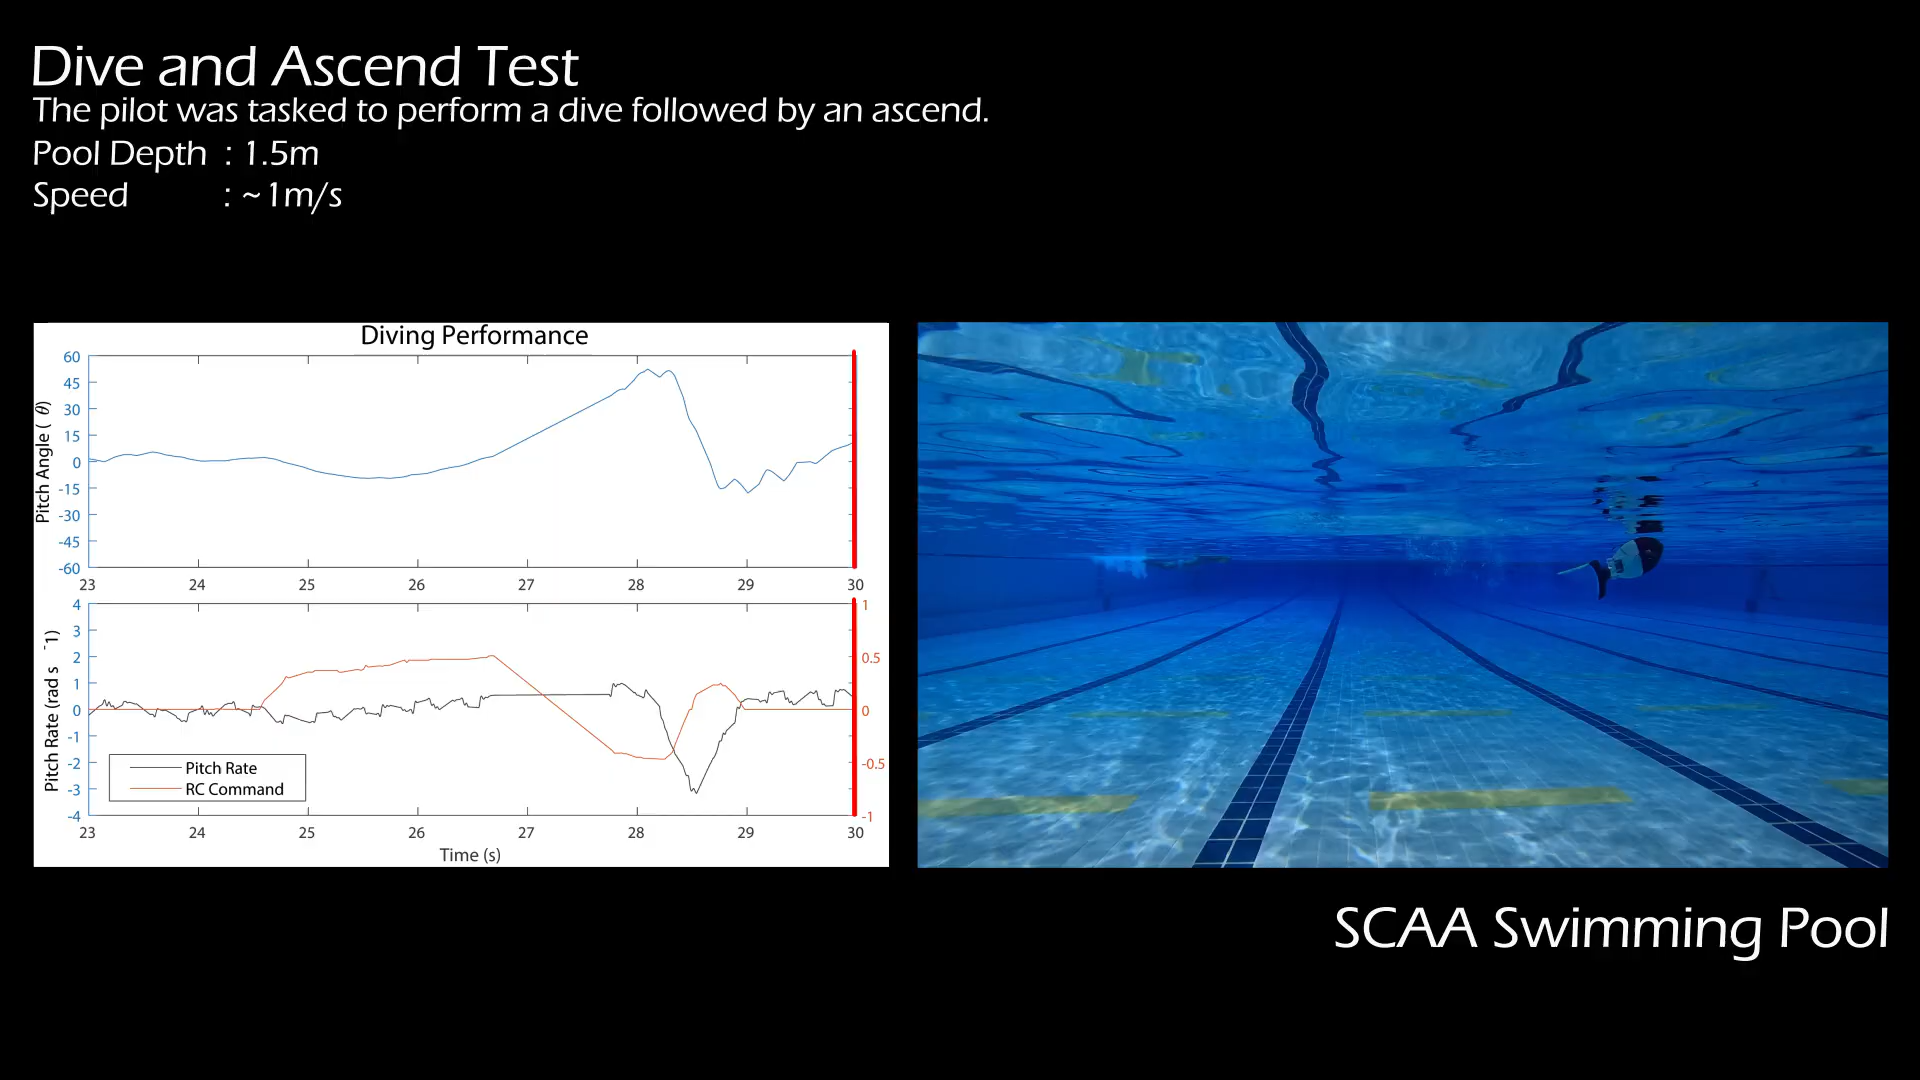 Dive and Ascend Test
The pilot was tasked to perform a dive followed by an ascend.
Pool Depth : 1.5m
Speed : ~1m/s
Diving Performance
Pitch Angle ( θ)
60
45
30
15
0
-15
-30
-45
-60
23 24 25 26 27 28 29 30
Pitch Rate (rad s -1)
4
3
2
1
0
-1
-2
-3
-4
1
0.5
0
-0.5
-1
Pitch Rate
RC Command
23 24 25 26 27 28 29 30
Time (s)
SCAA Swimming Pool